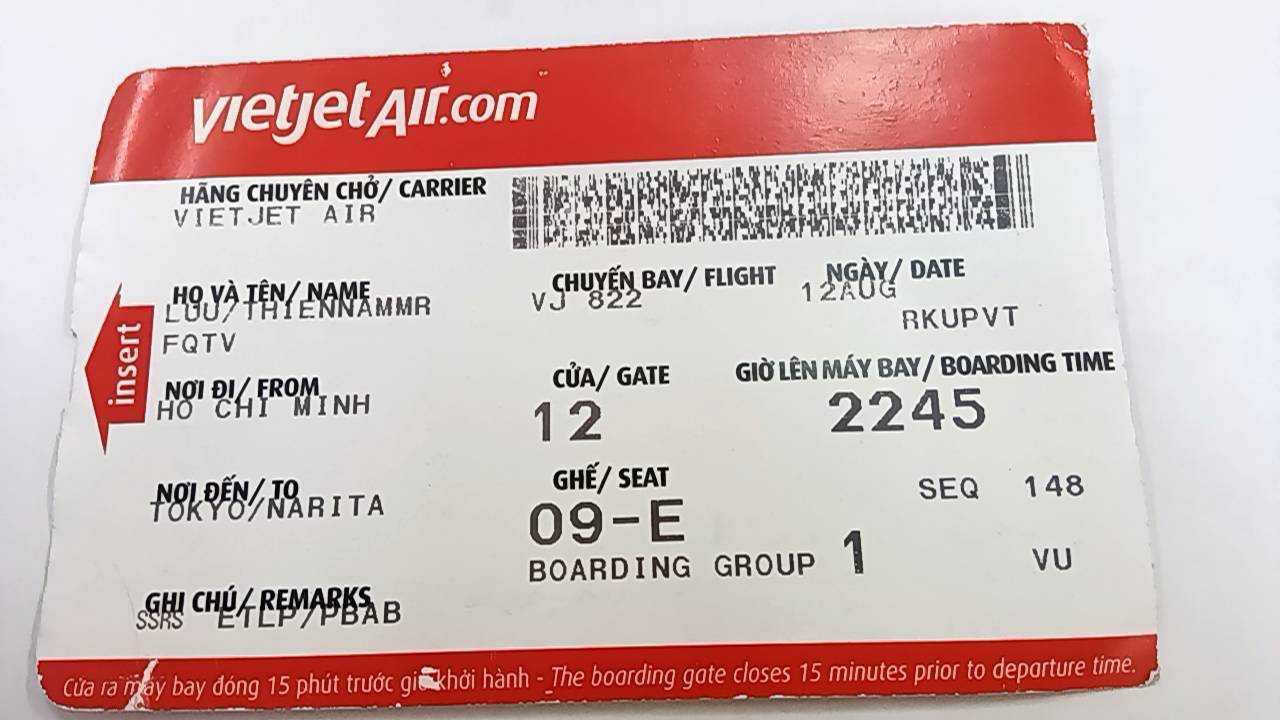 vietjetAir.com
HÃNG CHUYÊN CHỞ/ CARRIER
VIETJET AIR
HỌ VÀ TÊN/ NAME
LUU/THIENNAMMR
FQTV
CHUYẾN BAY/ FLIGHT
VJ 822
NGÀY/ DATE
12AUG
RKUPVT
NƠI ĐI/ FROM
HO CHI MINH
CỬA/ GATE
12
GIỜ LÊN MÁY BAY/ BOARDING TIME
2245
NƠI ĐẾN/ TO
TOKYO/NARITA
GHẾ/ SEAT
09-E
SEQ 148
BOARDING GROUP 1
VU
GHI CHÚ/ REMARKS
SSRS ETLP/PBAB
insert
Cửa ra máy bay đóng 15 phút trước giờ khởi hành - The boarding gate closes 15 minutes prior to departure time.